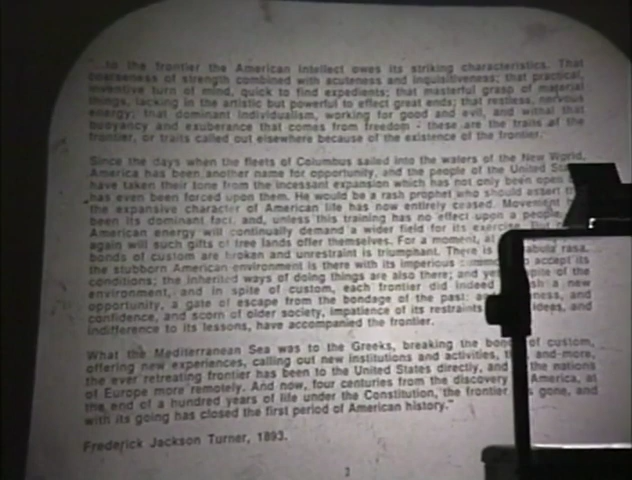 "...to the frontier the American intellect owes its striking characteristics. That
coarseness of strength combined with acuteness and inquisitiveness; that practical,
inventive turn of mind, quick to find expedients; that masterful grasp of material
things, lacking in the artistic but powerful to effect great ends; that restless, nervous
energy; that dominant individualism, working for good and evil, and withal that
buoyancy and exuberance that comes from freedom - these are the traits of the
frontier, or traits called out elsewhere because of the existence of the frontier.
Since the days when the fleets of Columbus sailed into the waters of the New World,
America has been another name for opportunity, and the people of the United
have taken their tone from the incessant expansion which has not only been
has even been forced upon them. He would be a rash prophet who should assert
the expansive character of American life has now entirely ceased. Movement
been its dominant fact, and, unless this training has no effect upon a people,
American energy will continually demand a wider field for its exercise. But
again will such gifts of free lands offer themselves. For a moment, at rasa.
bonds of custom are broken and unrestraint is triumphant. There is
the stubborn American environment is there with its imperious accept its
conditions; the inherited ways of doing things are also there; and yet of the
environment, and in spite of custom, each frontier did indeed a new
opportunity, a gate of escape from the bondage of the past: and
confidence, and scorn of older society, impatience of its restraints ideas, and
indifference to its lessons, have accompanied the frontier.
What the Mediterranean Sea was to the Greeks, breaking the of custom,
offering new experiences, calling out new institutions and activities, and more,
the ever retreating frontier has been to the United States directly, and the nations
of Europe more remotely. And now, four centuries from the discovery America, at
the end of a hundred years of life under the Constitution, the frontier gone, and
with its going has closed the first period of American history."
Frederick Jackson Turner, 1893.